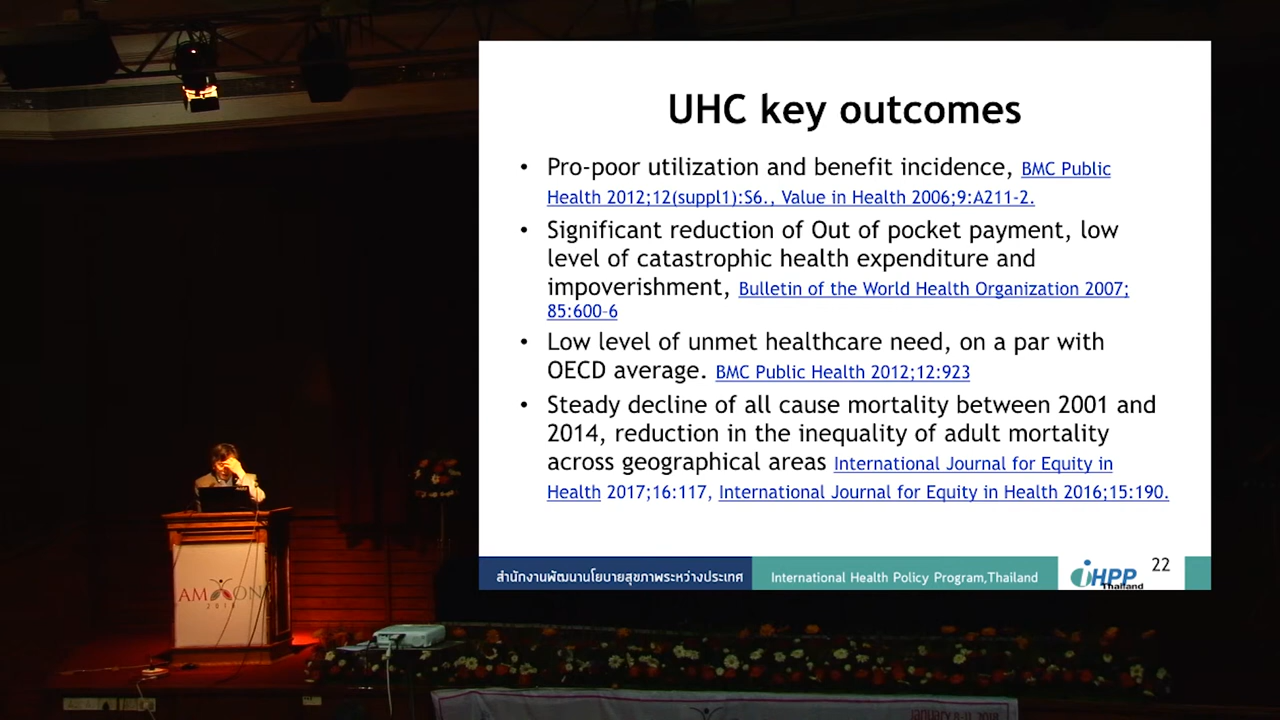 UHC key outcomes
• Pro-poor utilization and benefit incidence, BMC Public
Health 2012;12(suppl1):S6., Value in Health 2006;9:A211-2.
• Significant reduction of Out of pocket payment, low
level of catastrophic health expenditure and
impoverishment, Bulletin of the World Health Organization 2007;
85:600–6
• Low level of unmet healthcare need, on a par with
OECD average. BMC Public Health 2012;12:923
• Steady decline of all cause mortality between 2001 and
2014, reduction in the inequality of adult mortality
across geographical areas International Journal for Equity in
Health 2017;16:117, International Journal for Equity in Health 2016;15:190.
สำนักงานพัฒนานโยบายสุขภาพระหว่างประเทศ
International Health Policy Program,Thailand
iHPP
Thailand
22
2018
January 8-11, 2018